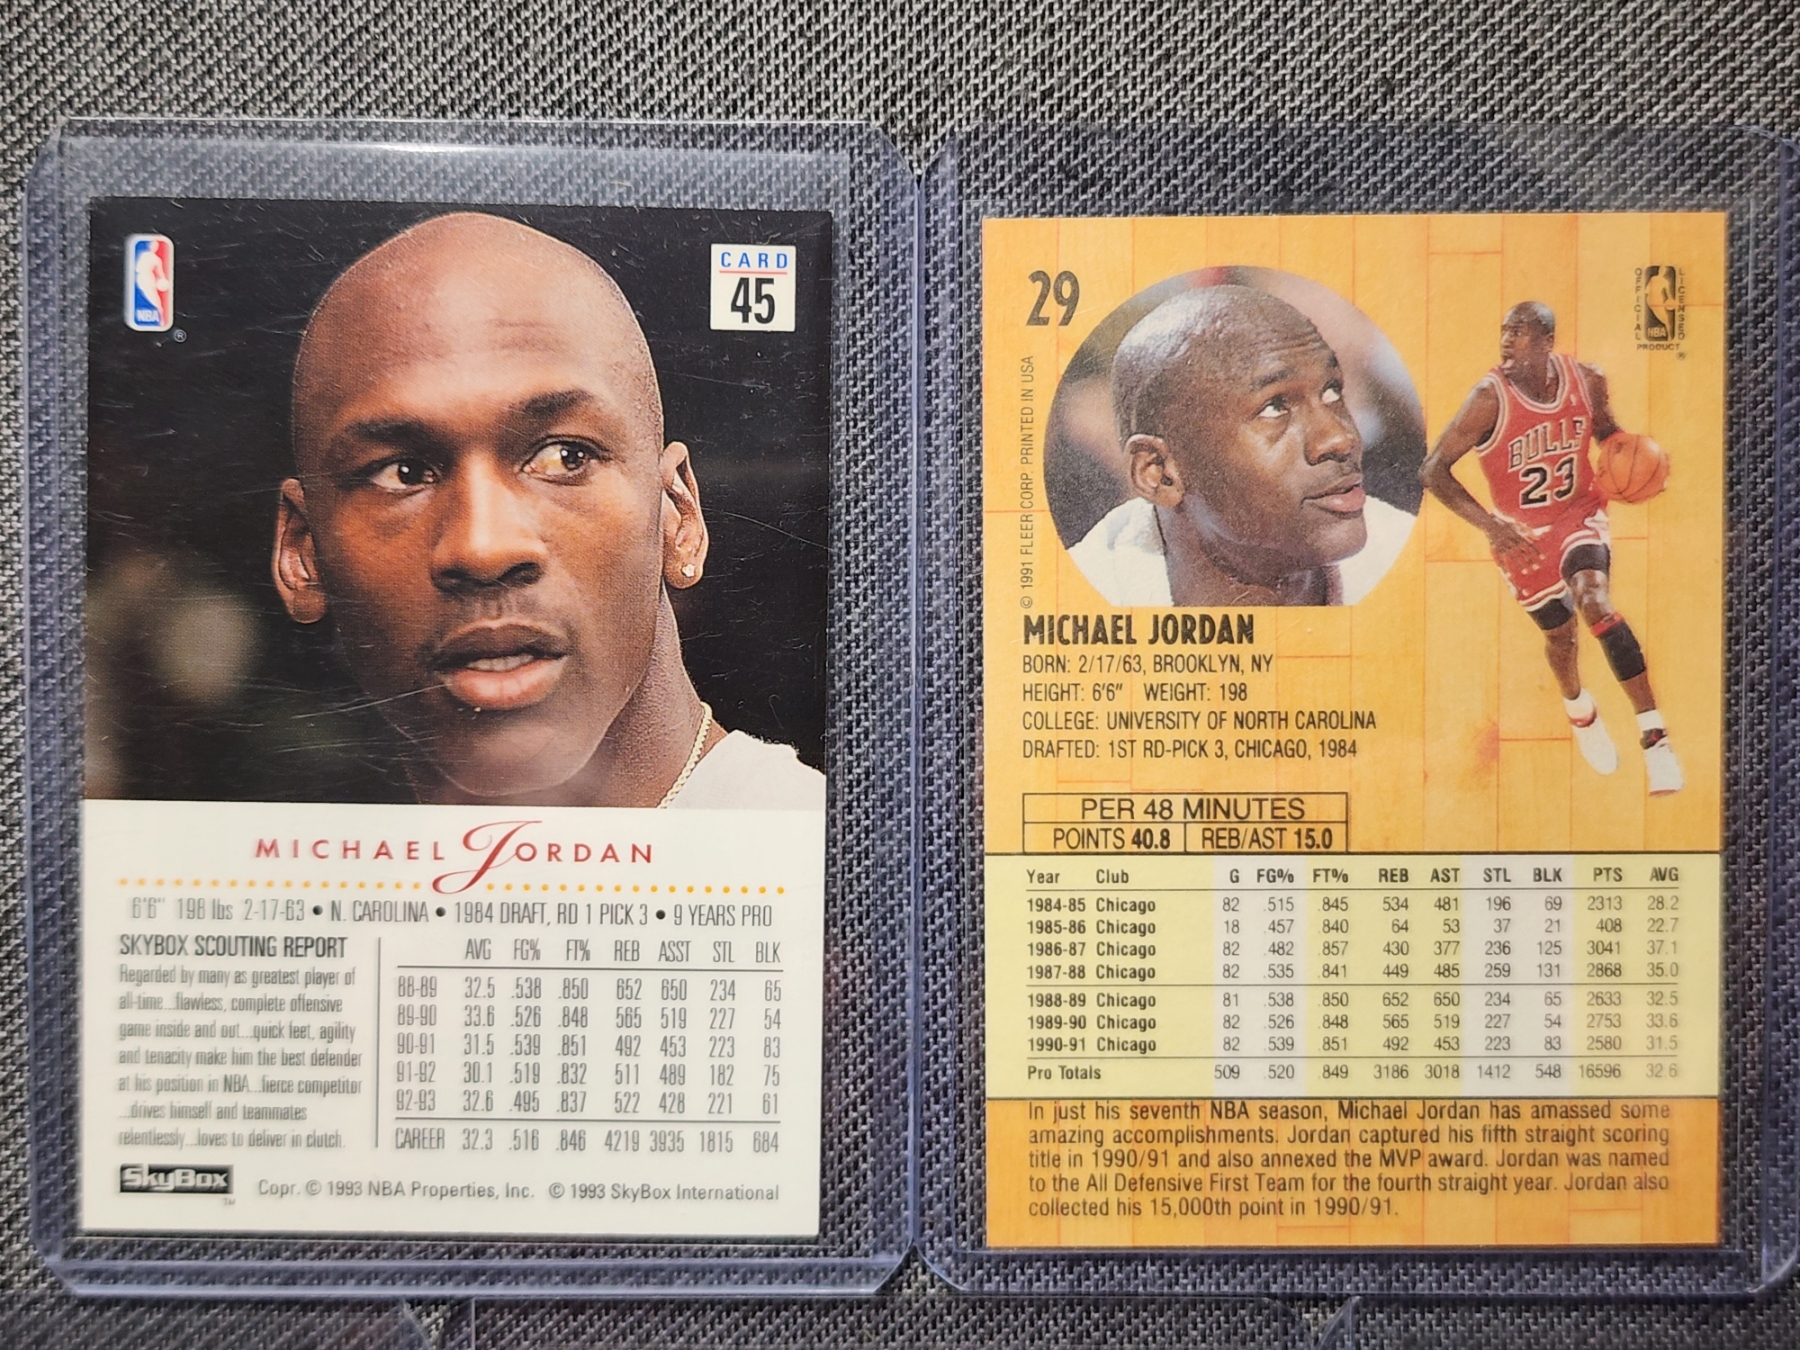 NBA
®
CARD
45
MICHAEL JORDAN
6'6" 198 lbs 2-17-63 • N. CAROLINA • 1984 DRAFT, RD 1 PICK 3 • 9 YEARS PRO
SKYBOX SCOUTING REPORT
Regarded by many as greatest player of
all-time...flawless, complete offensive
game inside and out...quick feet, agility
and tenacity make him the best defender
at his position in NBA...fierce competitor
...drives himself and teammates
relentlessly...loves to deliver in clutch.
AVG FG% FT% REB ASST STL BLK
88-89 32.5 .538 .850 652 650 234 65
89-90 33.6 .526 .848 565 519 227 54
90-91 31.5 .539 .851 492 453 223 83
91-92 30.1 .519 .832 511 489 182 75
92-93 32.6 .495 .837 522 428 221 61
CAREER 32.3 .516 .846 4219 3935 1815 684
SkyBox
TM
Copr. © 1993 NBA Properties, Inc. © 1993 SkyBox International
29
OFFICIAL
LICENSED
NBA
PRODUCT
®
© 1991 FLEER CORP. PRINTED IN USA
BULLS
23
MICHAEL JORDAN
BORN: 2/17/63, BROOKLYN, NY
HEIGHT: 6'6" WEIGHT: 198
COLLEGE: UNIVERSITY OF NORTH CAROLINA
DRAFTED: 1ST RD-PICK 3, CHICAGO, 1984
PER 48 MINUTES
POINTS 40.8 REB/AST 15.0
Year Club G FG% FT% REB AST STL BLK PTS AVG
1984-85 Chicago 82 .515 .845 534 481 196 69 2313 28.2
1985-86 Chicago 18 .457 .840 64 53 37 21 408 22.7
1986-87 Chicago 82 .482 .857 430 377 236 125 3041 37.1
1987-88 Chicago 82 .535 .841 449 485 259 131 2868 35.0
1988-89 Chicago 81 .538 .850 652 650 234 65 2633 32.5
1989-90 Chicago 82 .526 .848 565 519 227 54 2753 33.6
1990-91 Chicago 82 .539 .851 492 453 223 83 2580 31.5
Pro Totals 509 .520 .849 3186 3018 1412 548 16596 32.6
In just his seventh NBA season, Michael Jordan has amassed some
amazing accomplishments. Jordan captured his fifth straight scoring
title in 1990/91 and also annexed the MVP award. Jordan was named
to the All Defensive First Team for the fourth straight year. Jordan also
collected his 15,000th point in 1990/91.